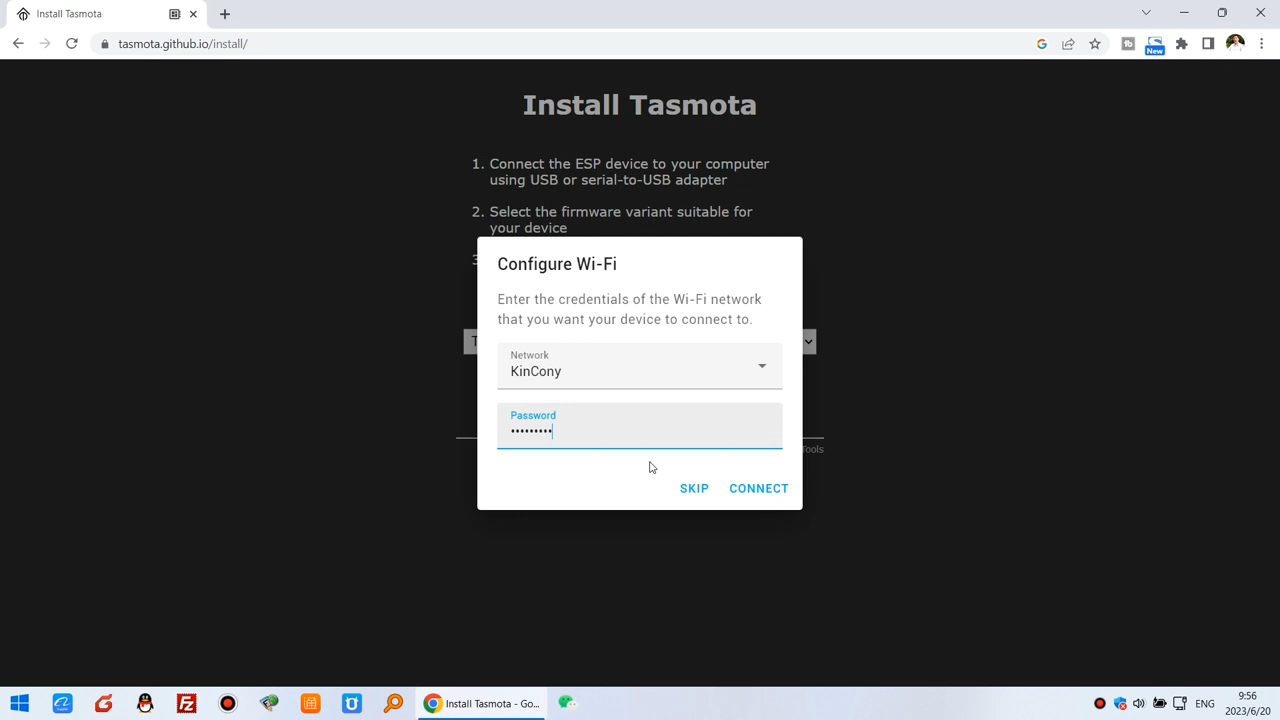 Install Tasmota
tasmota.github.io/install/
New
Install Tasmota
1. Connect the ESP device to your computer
using USB or serial-to-USB adapter
2. Select the firmware variant suitable for
your device
Configure Wi-Fi
Enter the credentials of the Wi-Fi network
that you want your device to connect to.
Network
KinCony
Password
•••••••••
Tools
SKIP CONNECT
Install Tasmota - Go...
ENG
9:56
2023/6/20